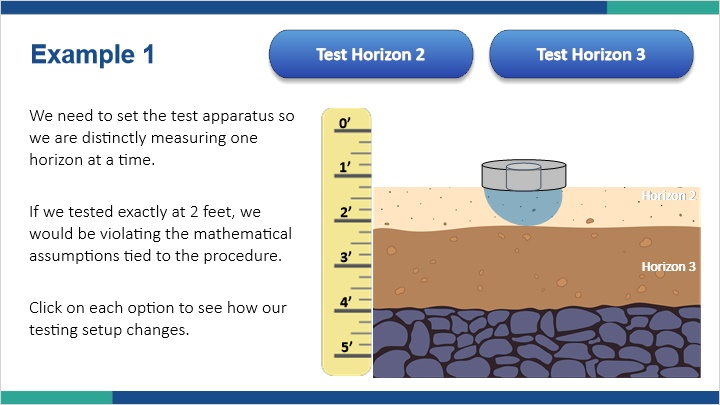 Example 1
Test Horizon 2
Test Horizon 3
We need to set the test apparatus so
we are distinctly measuring one
horizon at a time.
If we tested exactly at 2 feet, we
would be violating the mathematical
assumptions tied to the procedure.
Click on each option to see how our
testing setup changes.
0’
1’
2’
3’
4’
5’
Horizon 2
Horizon 3